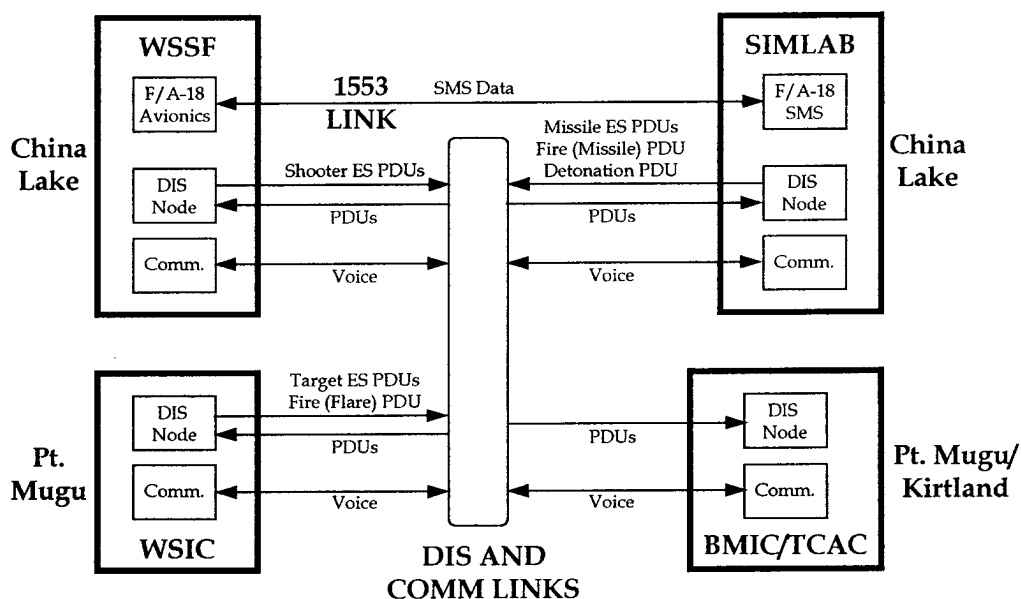 WSSF
F/A-18
Avionics
China
Lake
DIS
Node
Comm.
1553
LINK
SMS Data
Shooter ES PDUs
PDUs
Voice
SIMLAB
F/A-18
SMS
Missile ES PDUs
Fire (Missile) PDU
Detonation PDU
PDUs
Voice
DIS
Node
Comm.
China
Lake
Pt.
Mugu
DIS
Node
Comm.
WSIC
Target ES PDUs
Fire (Flare) PDU
PDUs
Voice
DIS AND
COMM LINKS
PDUs
Voice
DIS
Node
Comm.
BMIC/TCAC
Pt. Mugu/
Kirtland